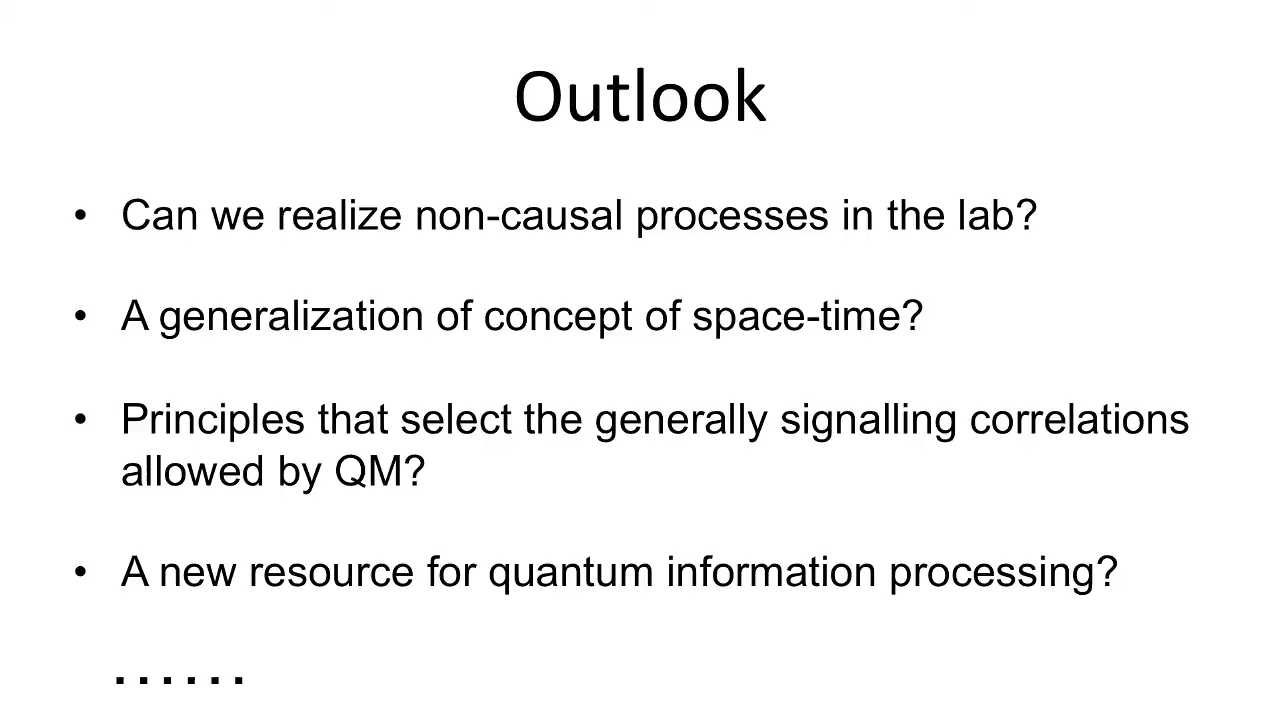 Outlook
• Can we realize non-causal processes in the lab?
• A generalization of concept of space-time?
• Principles that select the generally signalling correlations
allowed by QM?
• A new resource for quantum information processing?
......